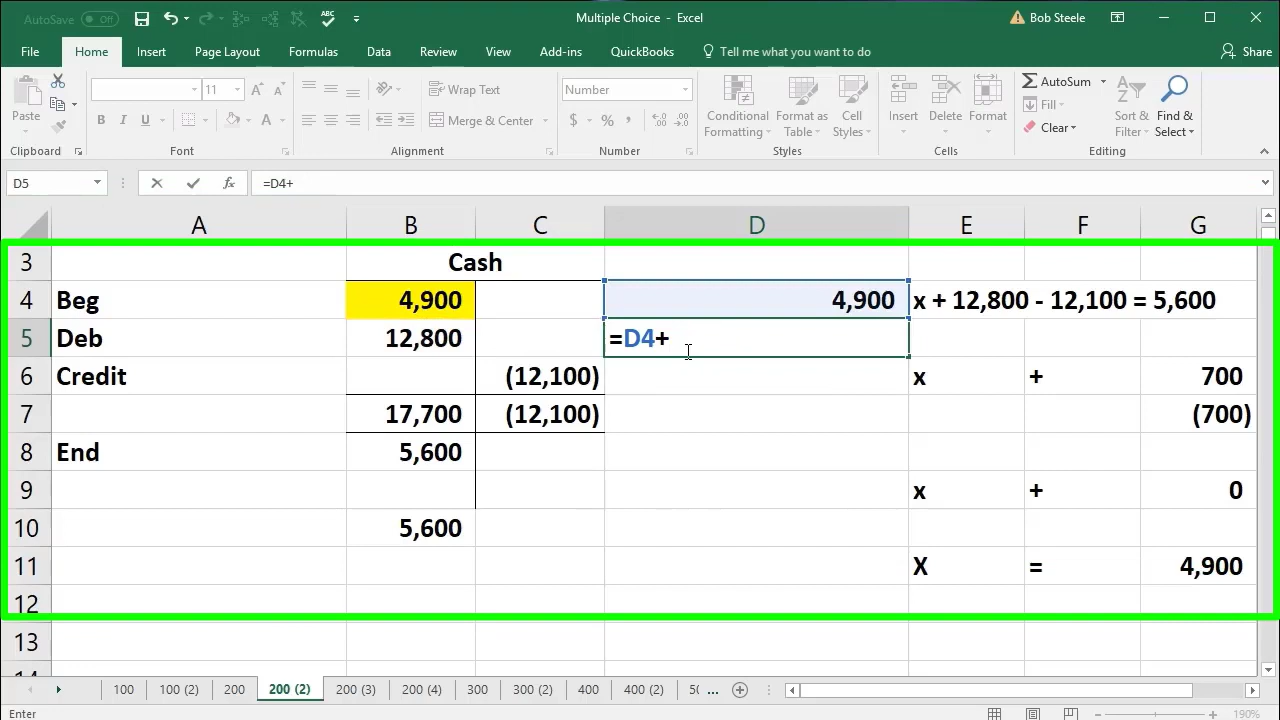 AutoSave Off
ABC
Multiple Choice - Excel
Bob Steele
File Home Insert Page Layout Formulas Data Review View Add-ins QuickBooks Tell me what you want to do Share
Paste
Clipboard
11 A A
B I U A
Font
ab
Wrap Text
Merge & Center
Alignment
Number
$ % ,
Number
Conditional
Formatting
Format as
Table
Cell
Styles
Styles
Insert Delete Format
Cells
AutoSum
Fill
Clear
Sort &
Filter
Find &
Select
Editing
D5 fx =D4+
A B C D E F G
3 Cash
4 Beg 4,900 4,900 x + 12,800 - 12,100 = 5,600
5 Deb 12,800 =D4+
6 Credit (12,100) x + 700
7 17,700 (12,100) (700)
8 End 5,600
9 x + 0
10 5,600
11 X = 4,900
12
13
100 100 (2) 200 200 (2) 200 (3) 200 (4) 300 300 (2) 400 400 (2) ...
Enter 190%